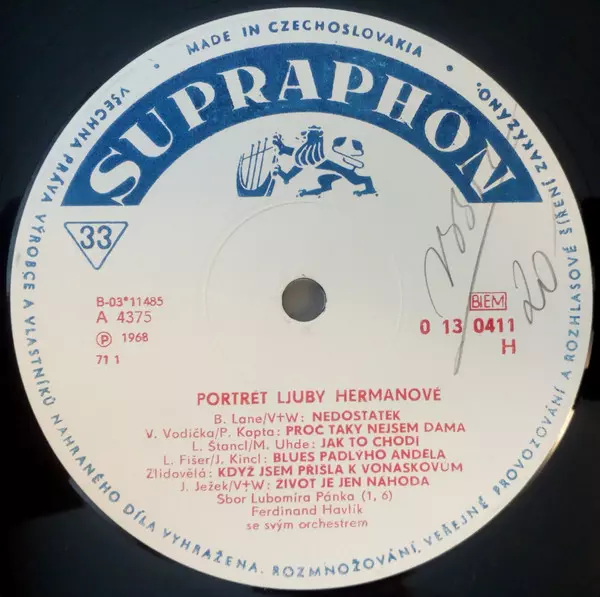 MADE IN CZECHOSLOVAKIA
SUPRAPHON
33
B-03*11485
A 4375
Ⓟ 1968
71 1
BIEM
0 13 0411
H
20
PORTRÉT LJUBY HERMANOVÉ
B. Lane/V+W: NEDOSTATEK
V. Vodička/P. Kopta: PROČ TAKY NEJSEM DAMA
L. Štancl/M. Uhde: JAK TO CHODÍ
L. Fišer/J. Kincl: BLUES PADLÝHO ANDĚLA
Zlidovělá: KDYŽ JSEM PŘIŠLA K VONÁSKOVŮM
J. Ježek/V+W: ŽIVOT JE JEN NÁHODA
Sbor Lubomíra Pánka (1, 6)
Ferdinand Havlík
se svým orchestrem
VŠECHNA PRÁVA VÝROBCE A VLASTNÍKŮ NAHRANÉHO DÍLA VYHRAŽENA. ROZMNOŽOVÁNÍ, VEŘEJNÉ PROVOZOVÁNÍ A ROZHLASOVÉ ŠÍŘENÍ ZAKÁZÁNO.